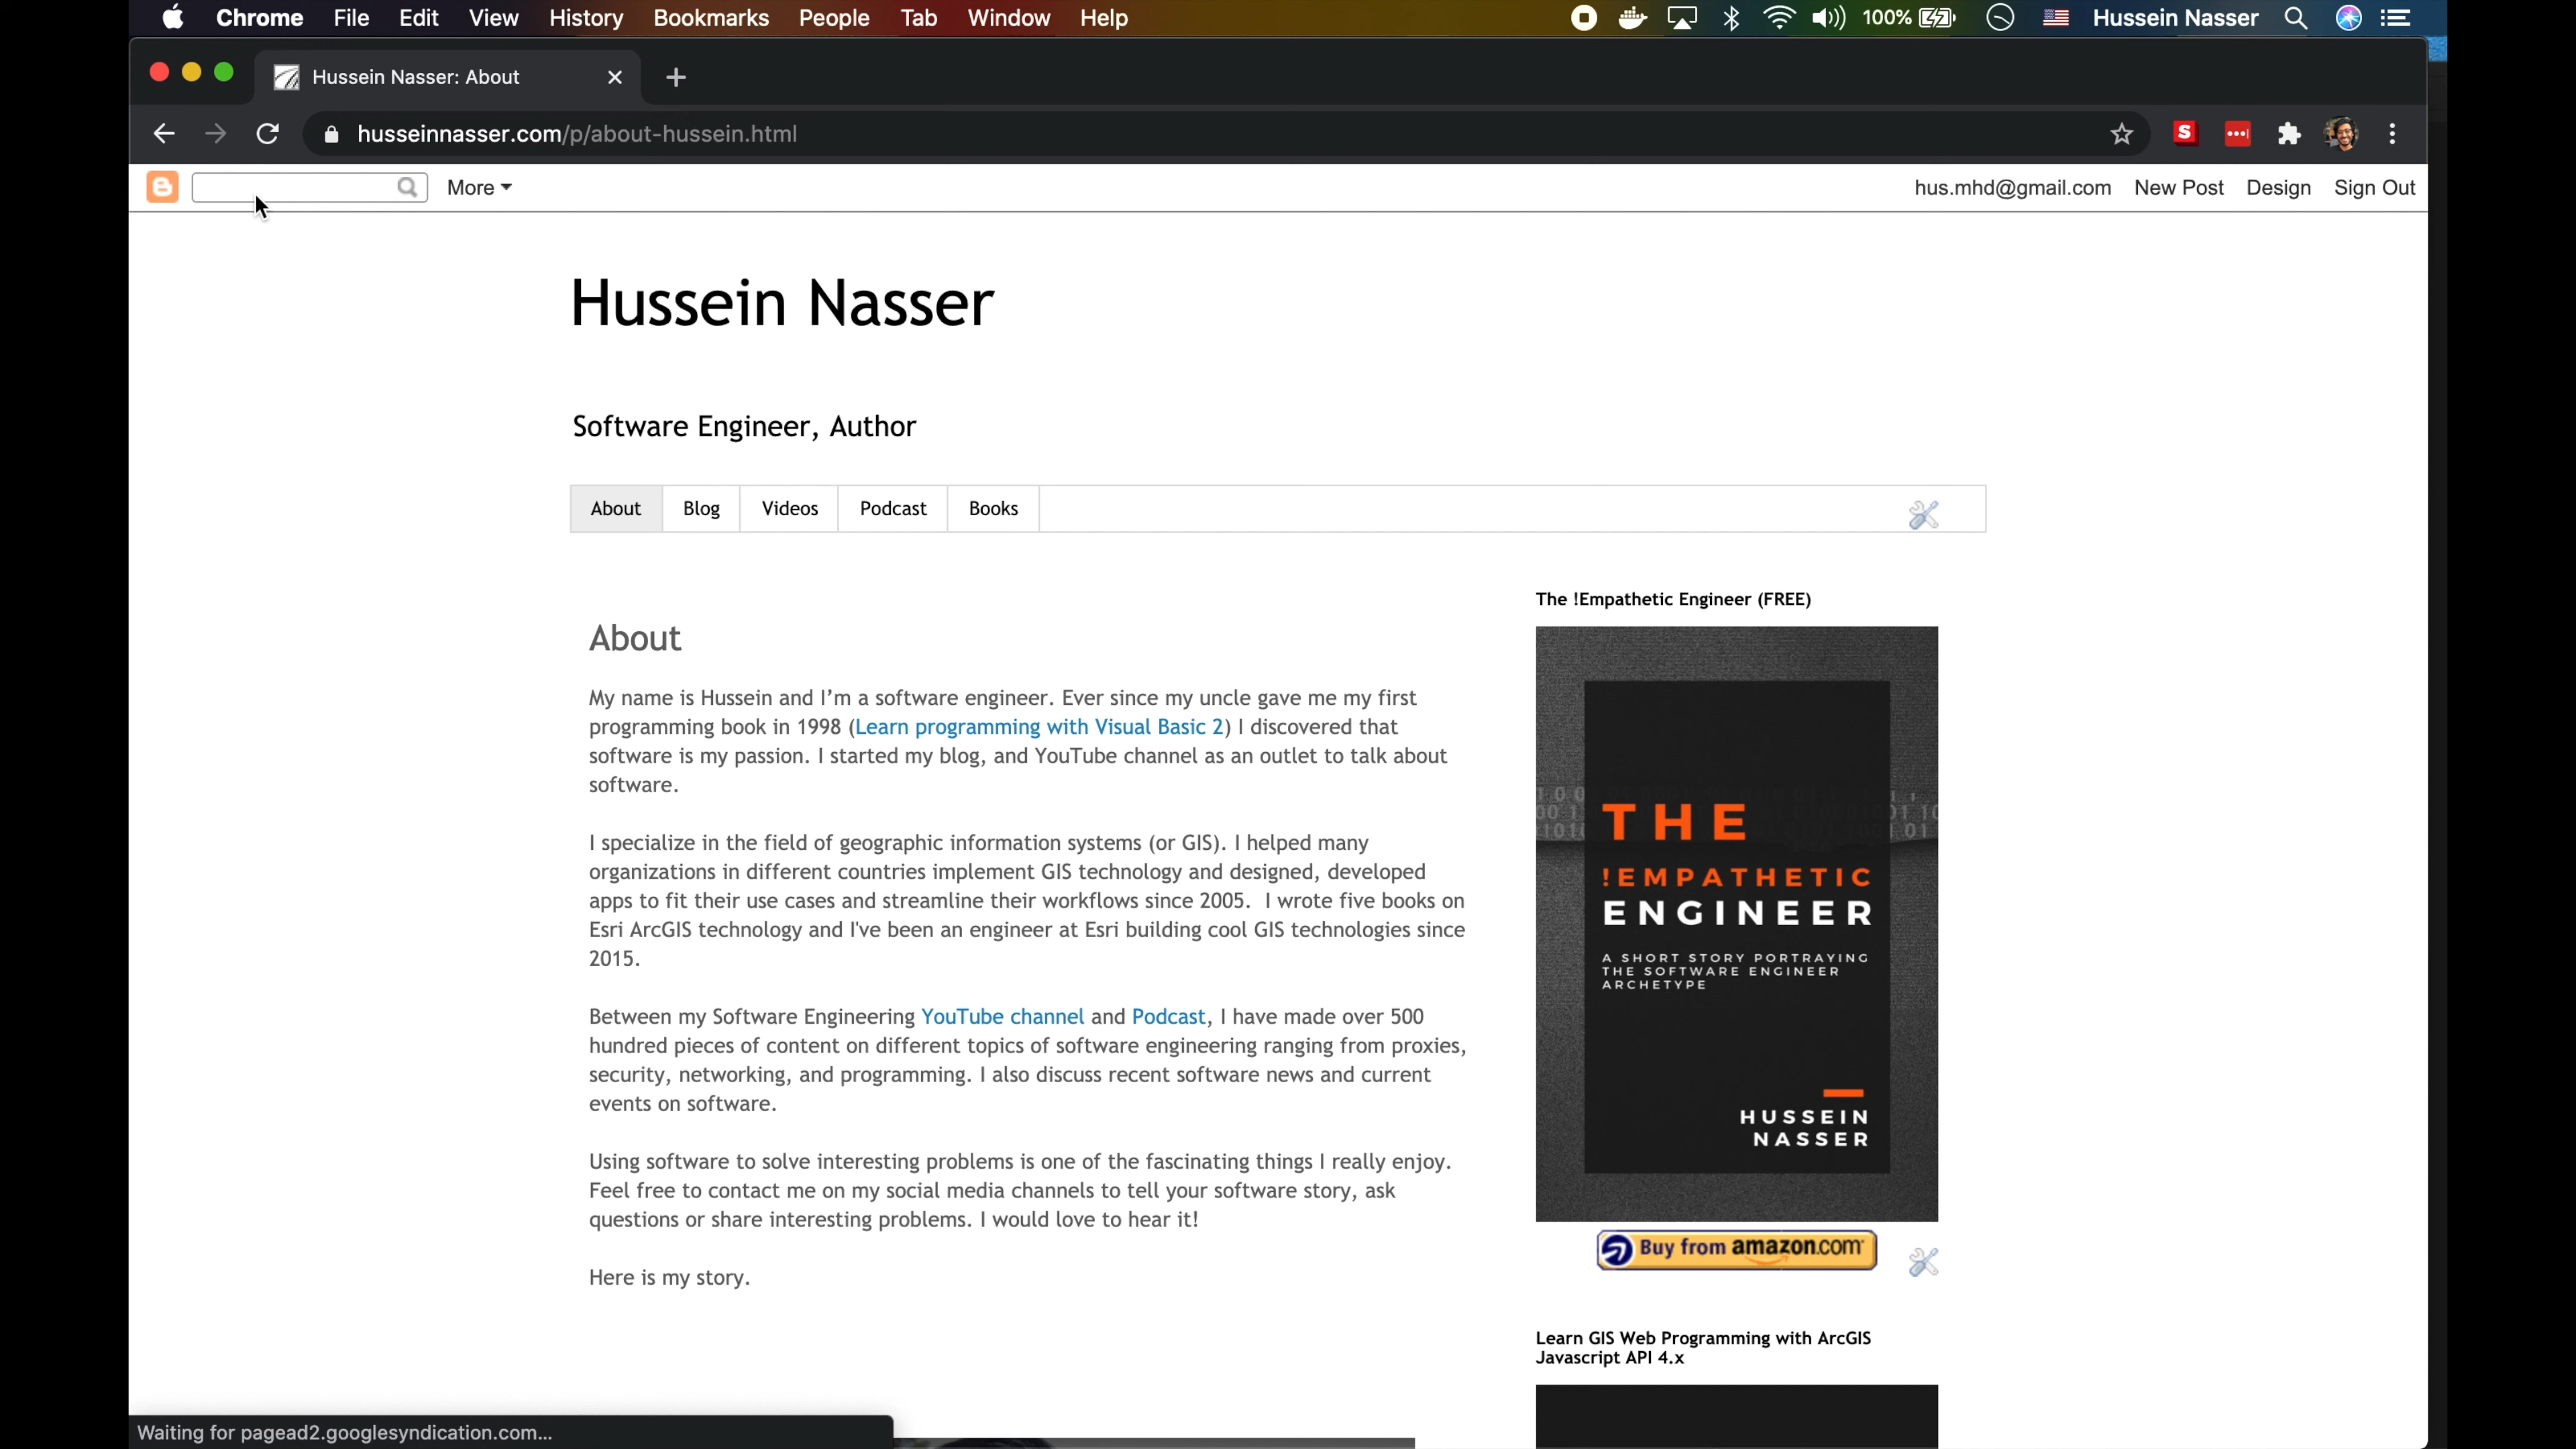 Chrome File Edit View History Bookmarks People Tab Window Help 100% Hussein Nasser
Hussein Nasser: About
husseinnasser.com/p/about-hussein.html
More hus.mhd@gmail.com New Post Design Sign Out
Hussein Nasser
Software Engineer, Author
About Blog Videos Podcast Books
About
My name is Hussein and I’m a software engineer. Ever since my uncle gave me my first
programming book in 1998 (Learn programming with Visual Basic 2) I discovered that
software is my passion. I started my blog, and YouTube channel as an outlet to talk about
software.
I specialize in the field of geographic information systems (or GIS). I helped many
organizations in different countries implement GIS technology and designed, developed
apps to fit their use cases and streamline their workflows since 2005.  I wrote five books on
Esri ArcGIS technology and I've been an engineer at Esri building cool GIS technologies since
2015.
Between my Software Engineering YouTube channel and Podcast, I have made over 500
hundred pieces of content on different topics of software engineering ranging from proxies,
security, networking, and programming. I also discuss recent software news and current
events on software.
Using software to solve interesting problems is one of the fascinating things I really enjoy.
Feel free to contact me on my social media channels to tell your software story, ask
questions or share interesting problems. I would love to hear it!
Here is my story.
The !Empathetic Engineer (FREE)
THE
!EMPATHETIC
ENGINEER
A SHORT STORY PORTRAYING
THE SOFTWARE ENGINEER
ARCHETYPE
HUSSEIN
NASSER
Buy from amazon.com
Learn GIS Web Programming with ArcGIS
Javascript API 4.x
Waiting for pagead2.googlesyndication.com...